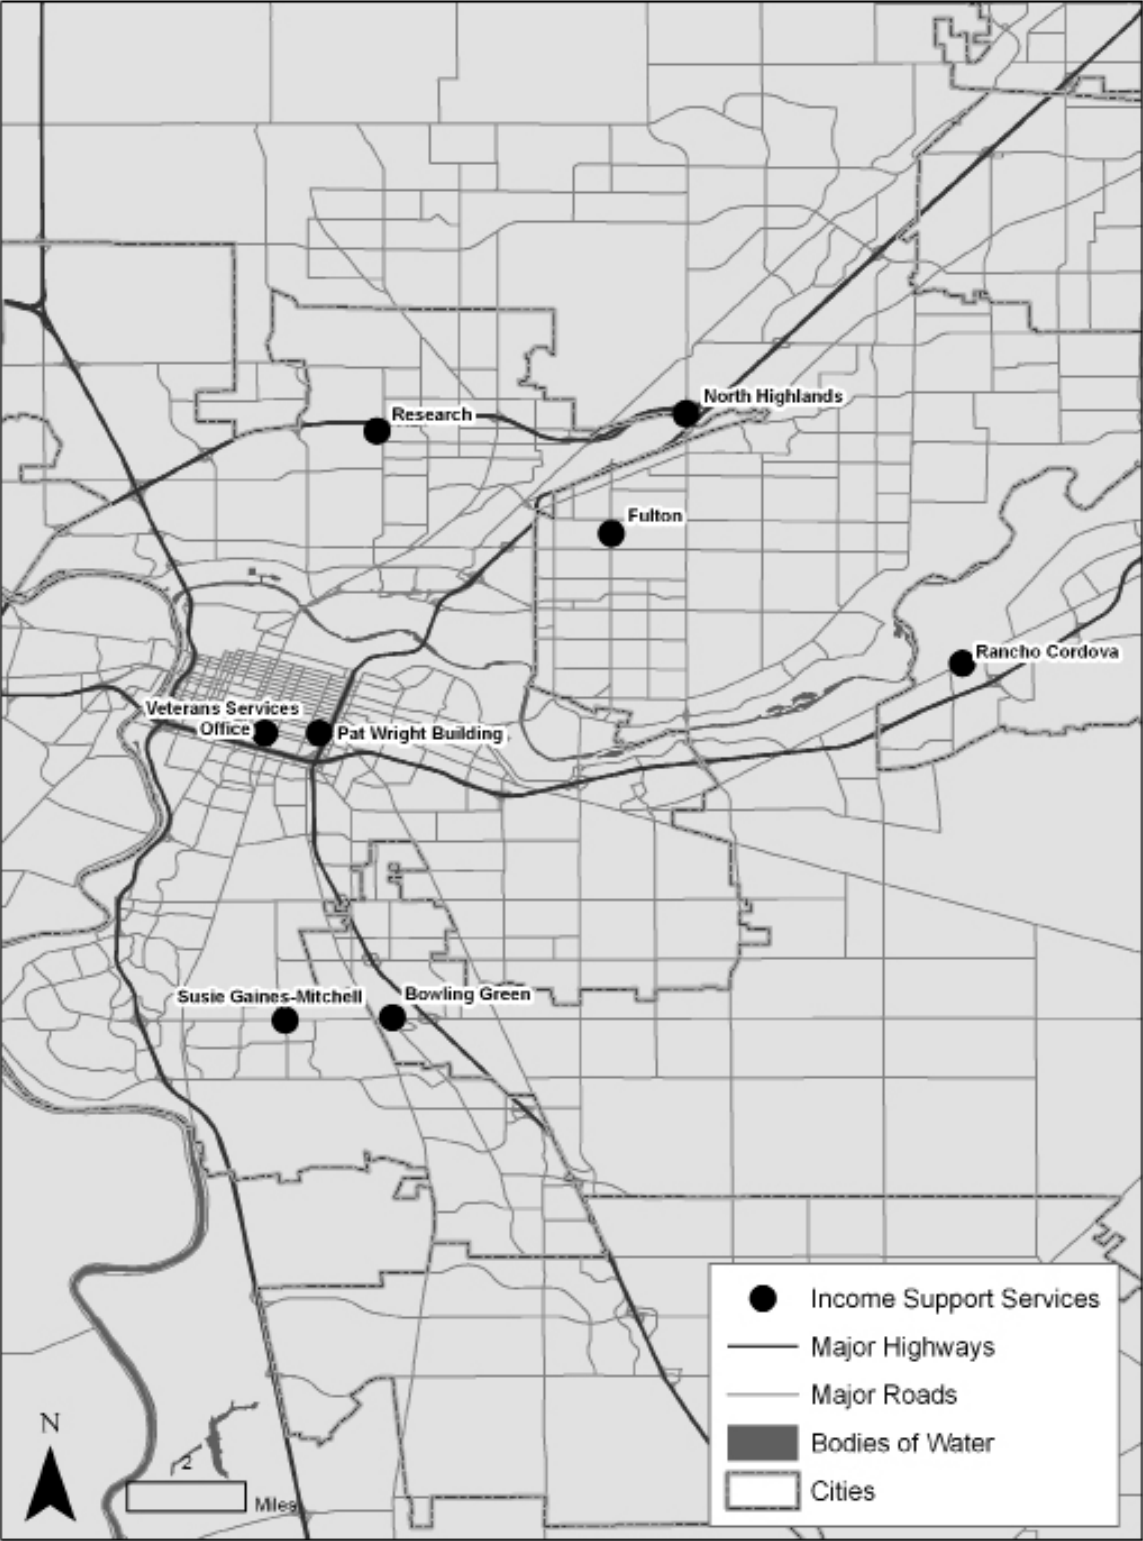 North Highlands
Research
Fulton
Rancho Cordova
Veterans Services
Office
Pat Wright Building
Susie Gaines-Mitchell
Bowling Green
Income Support Services
Major Highways
Major Roads
Bodies of Water
Cities
N
2
Miles